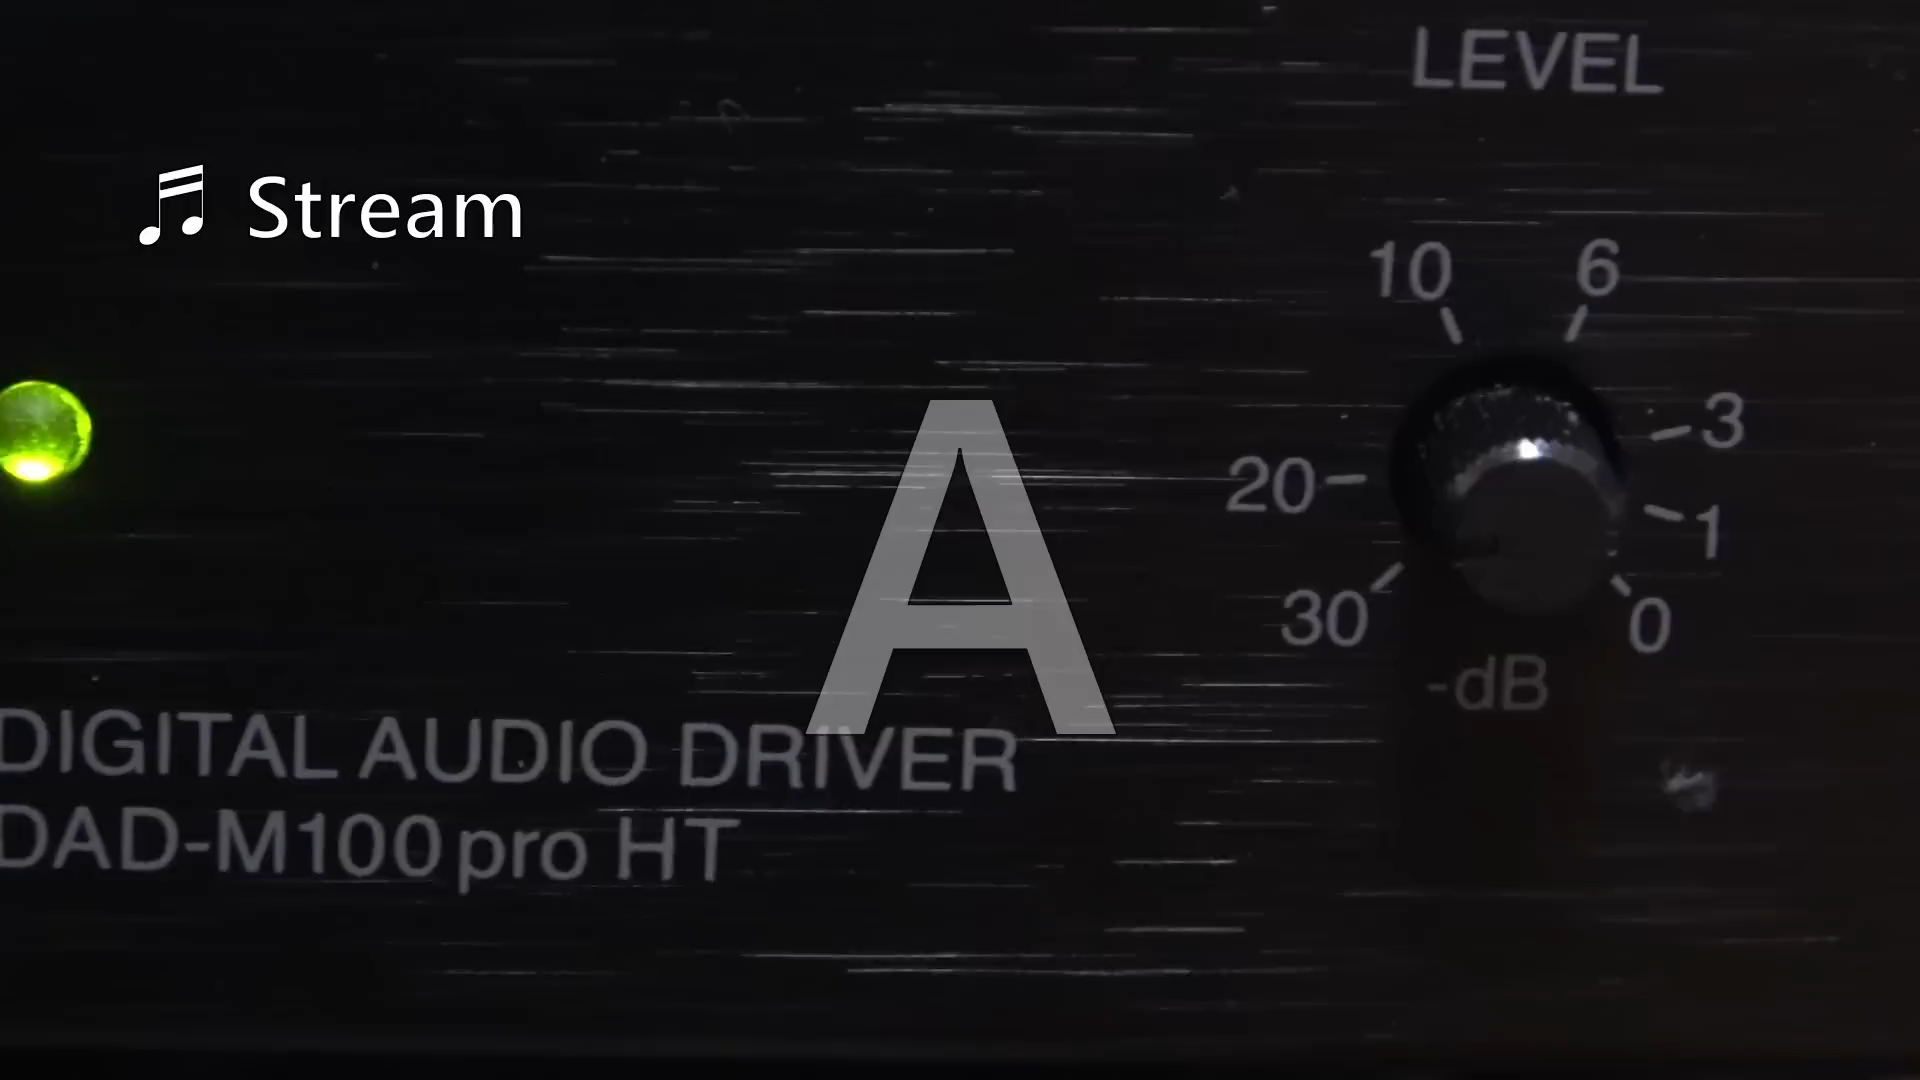 LEVEL
♫ Stream
10 6
3
20
1
30
0
-dB
A
DIGITAL AUDIO DRIVER
DAD-M100 pro HT